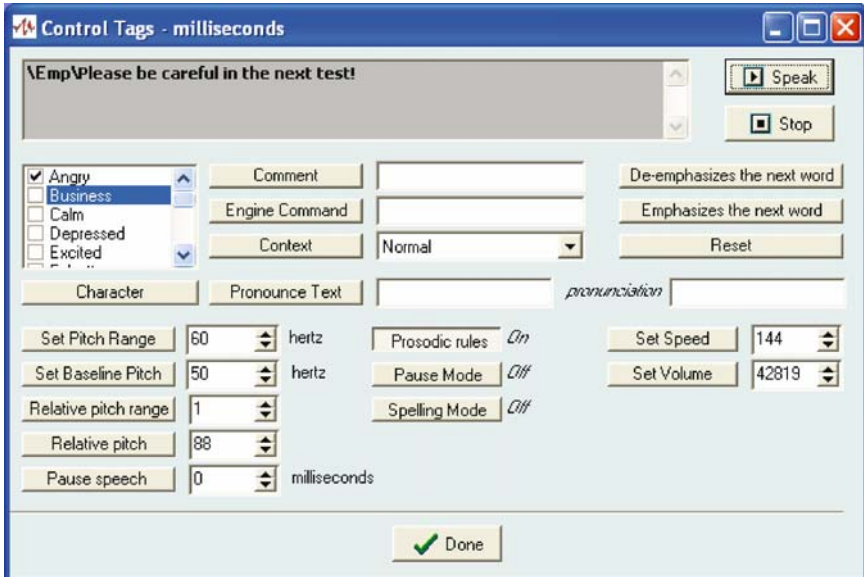 Control Tags - milliseconds
\Emp\Please be careful in the next test!
Speak
Stop
Angry
Business
Calm
Depressed
Excited
Comment
Engine Command
Context
Normal
De-emphasizes the next word
Emphasizes the next word
Reset
Character
Pronounce Text
pronunciation
Set Pitch Range 60 hertz
Set Baseline Pitch 50 hertz
Relative pitch range 1
Relative pitch 88
Pause speech 0 milliseconds
Prosodic rules On
Pause Mode Off
Spelling Mode Off
Set Speed 144
Set Volume 42819
Done